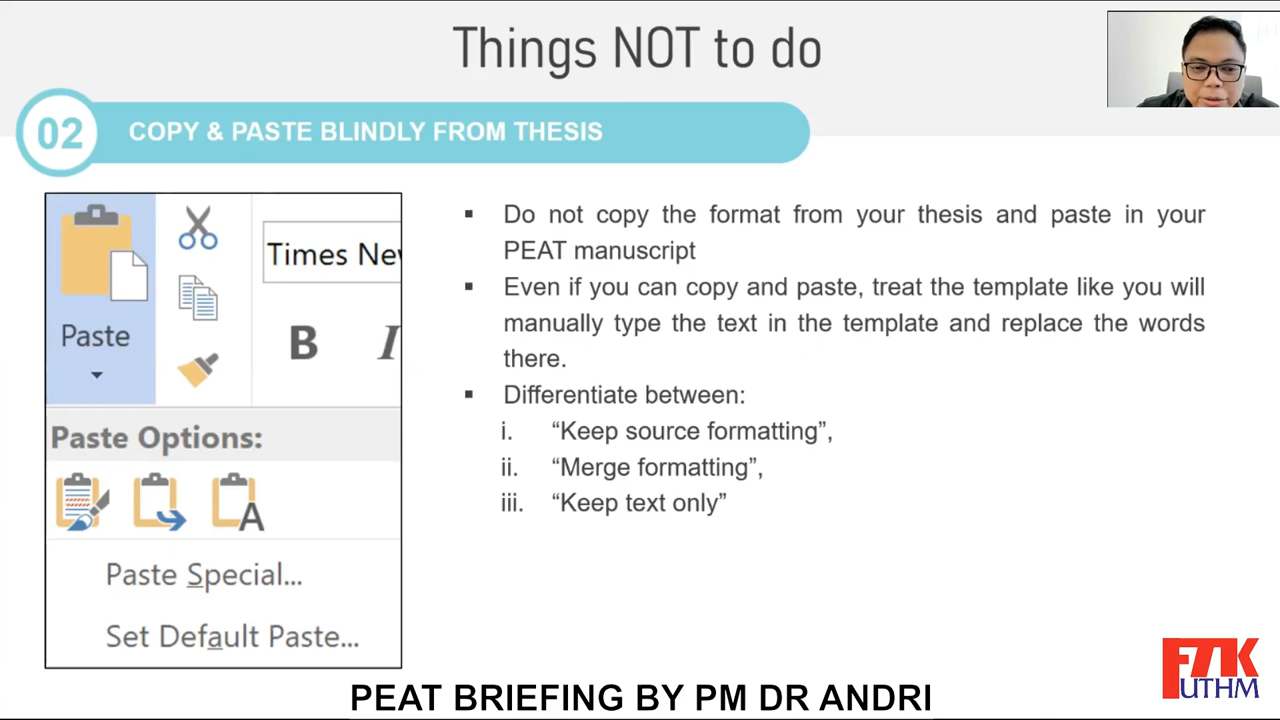 Things NOT to do
02
COPY & PASTE BLINDLY FROM THESIS
Times Nev
Paste
B
I
Paste Options:
A
Paste Special...
Set Default Paste...
▪ Do not copy the format from your thesis and paste in your
PEAT manuscript
▪ Even if you can copy and paste, treat the template like you will
manually type the text in the template and replace the words
there.
▪ Differentiate between:
i. “Keep source formatting”,
ii. “Merge formatting”,
iii. “Keep text only”
PEAT BRIEFING BY PM DR ANDRI
FTK
UTHM